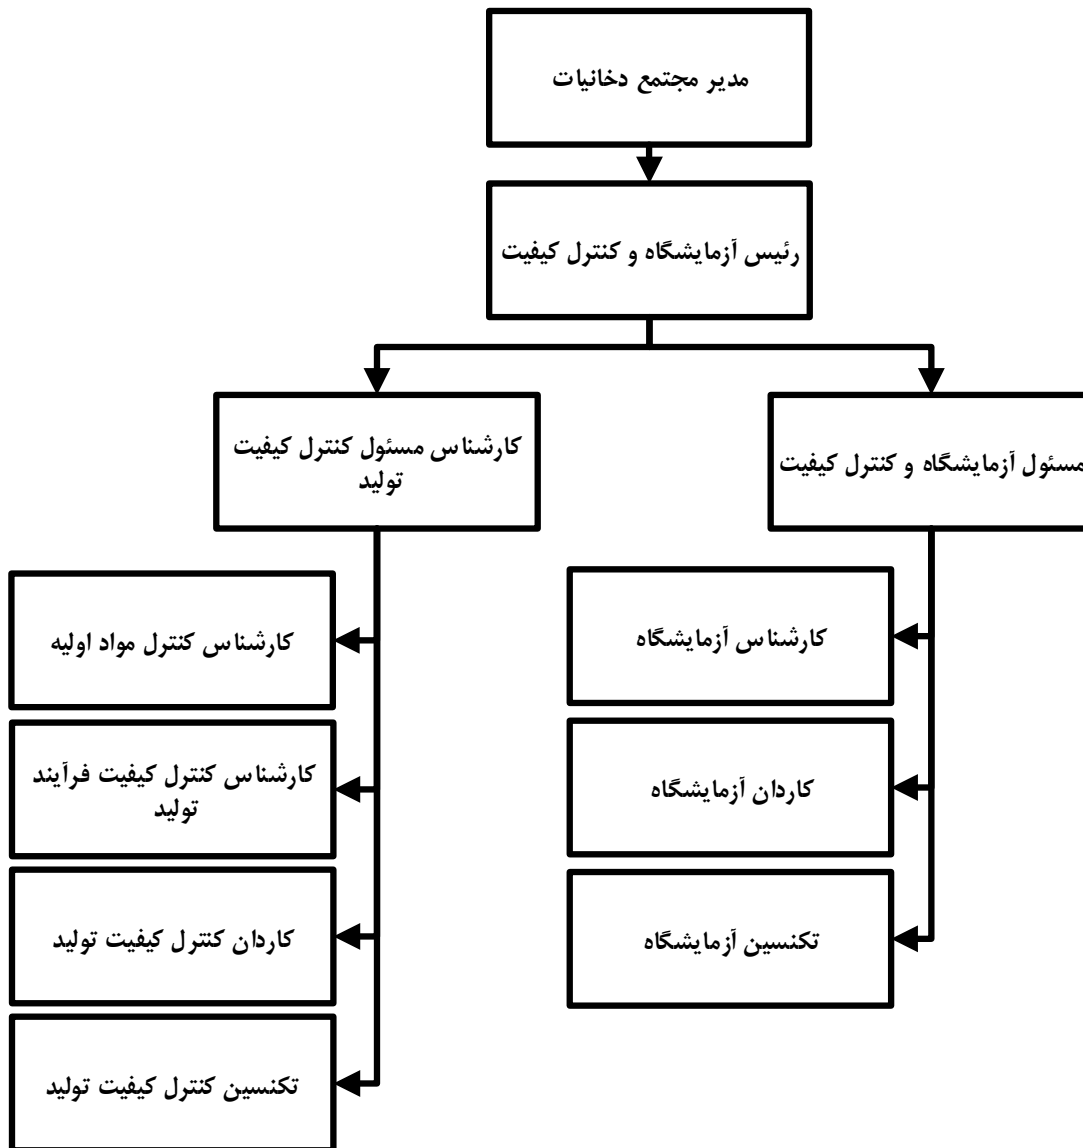 مدیر مجتمع دخانیات
رئیس آزمایشگاه و کنترل کیفیت
مسئول آزمایشگاه و کنترل کیفیت
کارشناس مسئول کنترل کیفیت
تولید
کارشناس آزمایشگاه
کاردان آزمایشگاه
تکنسین آزمایشگاه
کارشناس کنترل مواد اولیه
کارشناس کنترل کیفیت فرآیند
تولید
کاردان کنترل کیفیت تولید
تکنسین کنترل کیفیت تولید